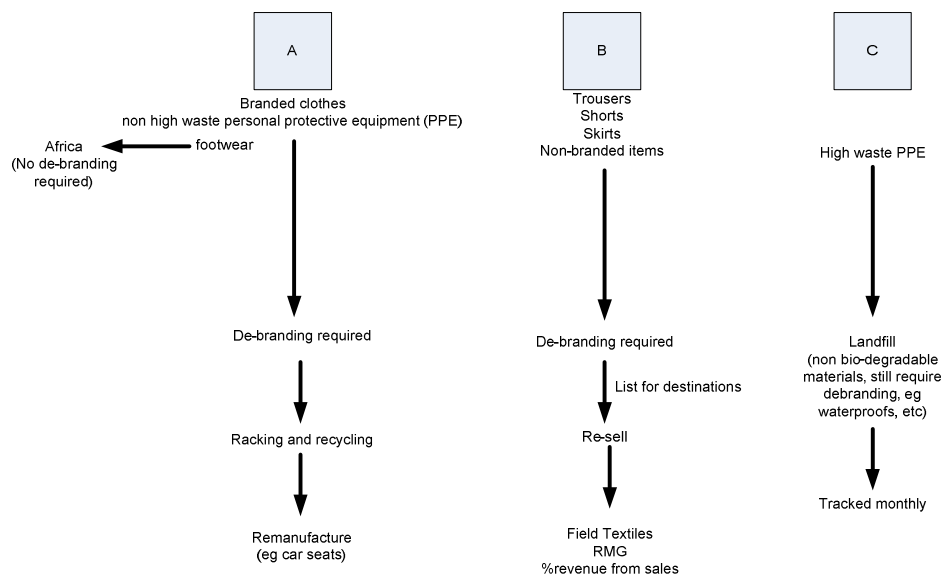 A
Branded clothes
non high waste personal protective equipment (PPE)
footwear
Africa
(No de-branding
required)
De-branding required
Racking and recycling
Remanufacture
(eg car seats)
B
Trousers
Shorts
Skirts
Non-branded items
De-branding required
List for destinations
Re-sell
Field Textiles
RMG
%revenue from sales
C
High waste PPE
Landfill
(non bio-degradable
materials, still require
debranding, eg
waterproofs, etc)
Tracked monthly